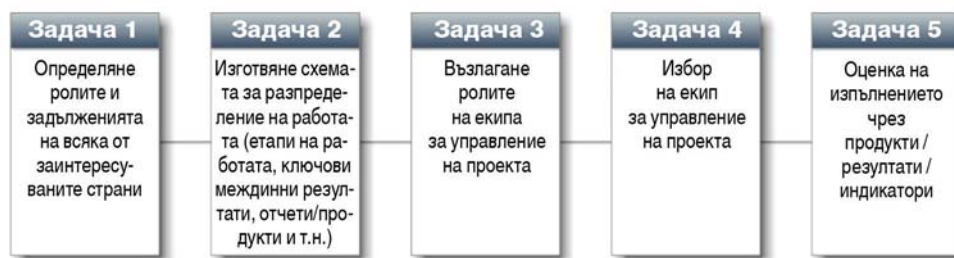 Задача 1
Определяне
ролите и
задълженията
на всяка от
заинтересу-
ваните страни
Задача 2
Изготвяне схема-
та за разпреде-
ление на работа-
та (етапи на ра-
ботата, ключови
междинни резул-
тати, отчети/про-
дукти и т.н.)
Задача 3
Възлагане
ролите
на екипа
за управление
на проекта
Задача 4
Избор
на екип
за управление
на проекта
Задача 5
Оценка на
изпълнението
чрез
продукти /
резултати /
индикатори